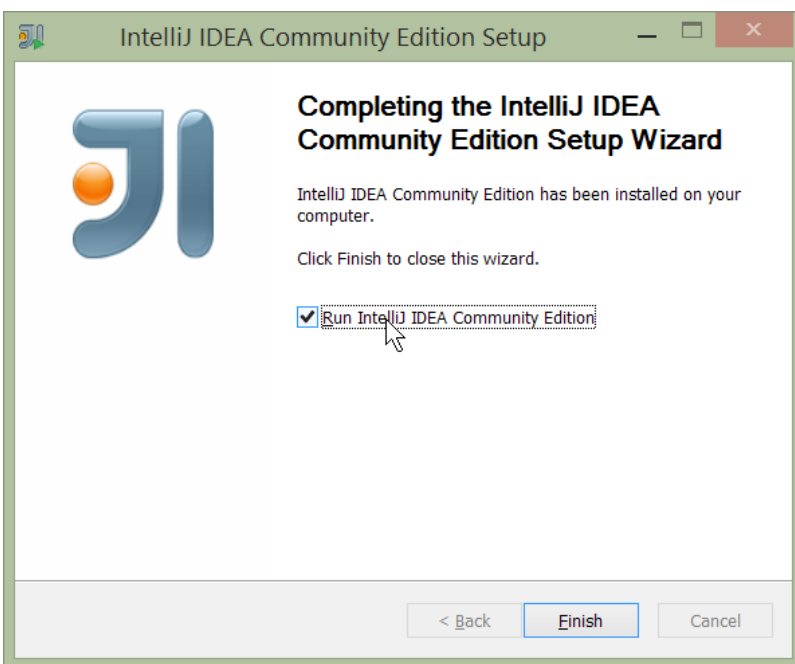 IntelliJ IDEA Community Edition Setup
Completing the IntelliJ IDEA
Community Edition Setup Wizard
IntelliJ IDEA Community Edition has been installed on your
computer.
Click Finish to close this wizard.
Run IntelliJ IDEA Community Edition
< Back
Finish
Cancel